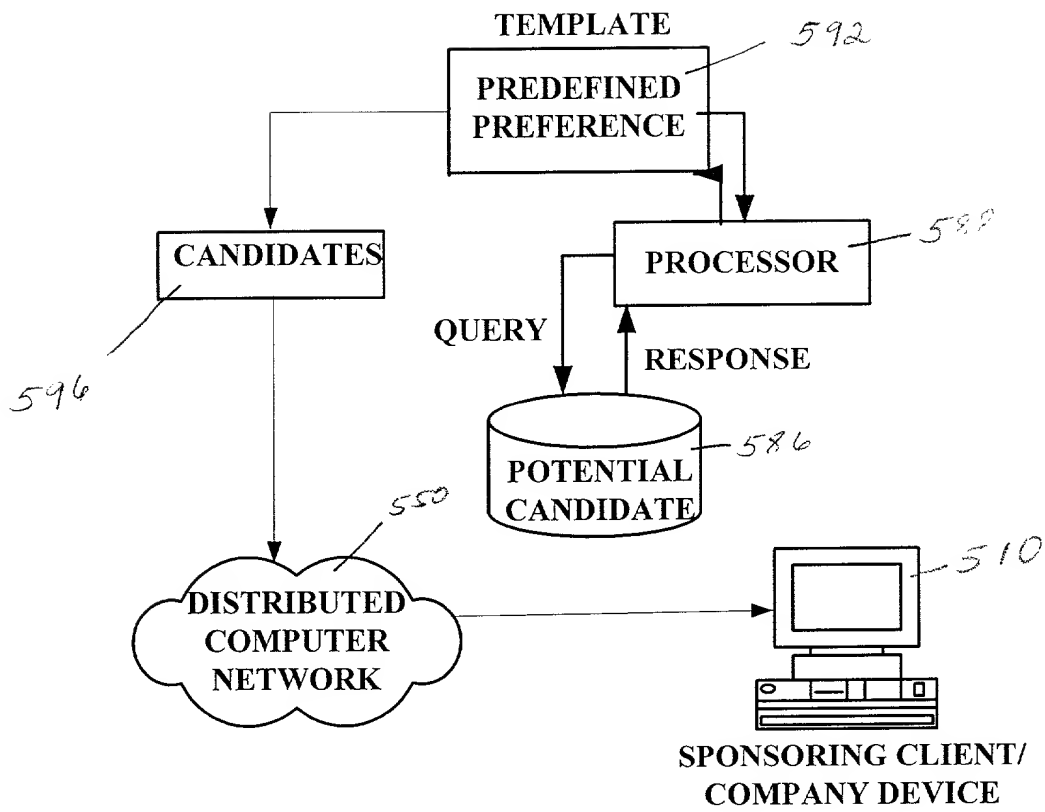 TEMPLATE
592
PREDEFINED
PREFERENCE
CANDIDATES
PROCESSOR
QUERY
RESPONSE
596
586
POTENTIAL
CANDIDATE
550
510
DISTRIBUTED
COMPUTER
NETWORK
SPONSORING CLIENT/
COMPANY DEVICE